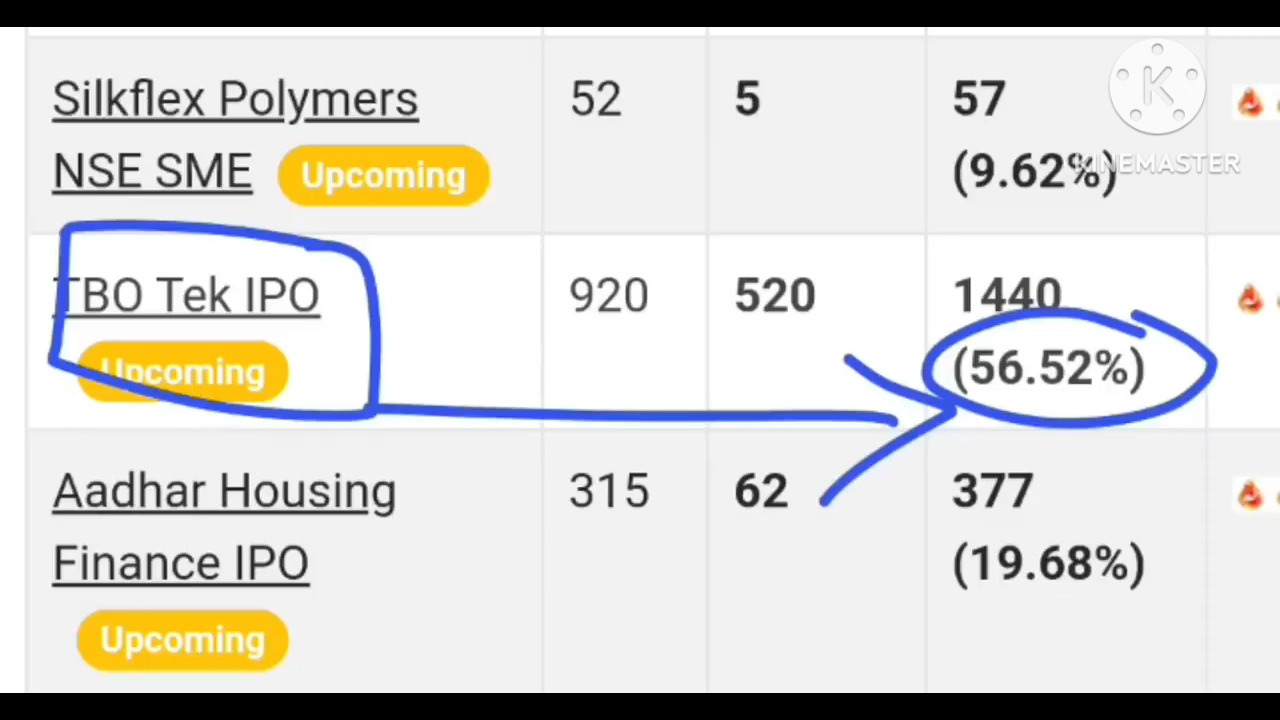 Silkflex Polymers 52 5 57
NSE SME Upcoming (9.62%)
KINEMASTER
TBO Tek IPO 920 520 1440
Upcoming (56.52%)
Aadhar Housing 315 62 377
Finance IPO (19.68%)
Upcoming